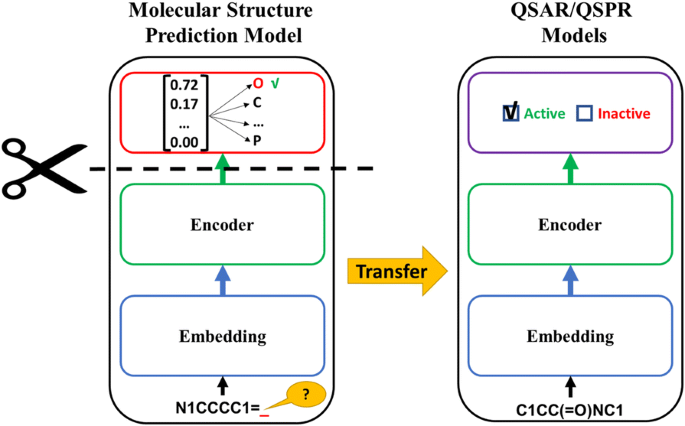 Molecular Structure
Prediction Model
0.72
0.17
...
0.00
O √
C
...
P
Encoder
Embedding
N1CCCC1=_
?
Transfer
QSAR/QSPR
Models
√ Active
Inactive
Encoder
Embedding
C1CC(=O)NC1